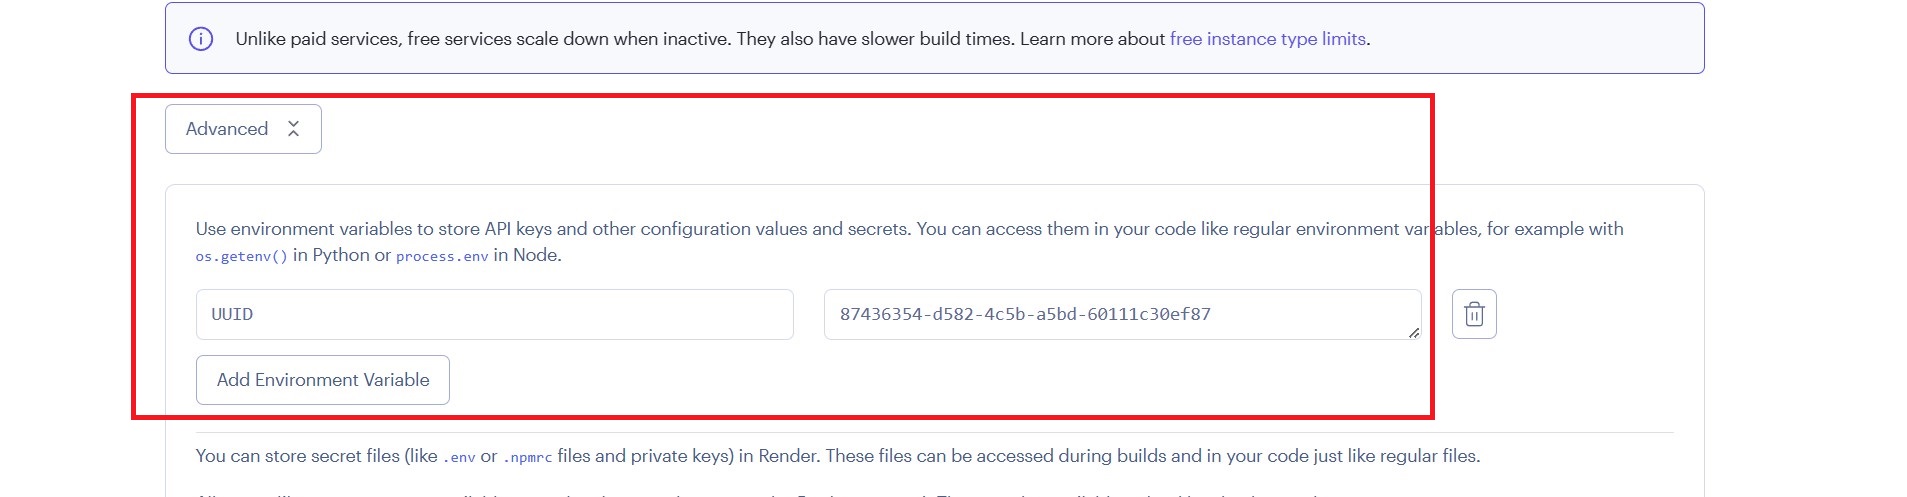 Unlike paid services, free services scale down when inactive. They also have slower build times. Learn more about free instance type limits.
Advanced
Use environment variables to store API keys and other configuration values and secrets. You can access them in your code like regular environment variables, for example with
os.getenv() in Python or process.env in Node.
UUID
87436354-d582-4c5b-a5bd-60111c30ef87
Add Environment Variable
You can store secret files (like .env or .npmrc files and private keys) in Render. These files can be accessed during builds and in your code just like regular files.